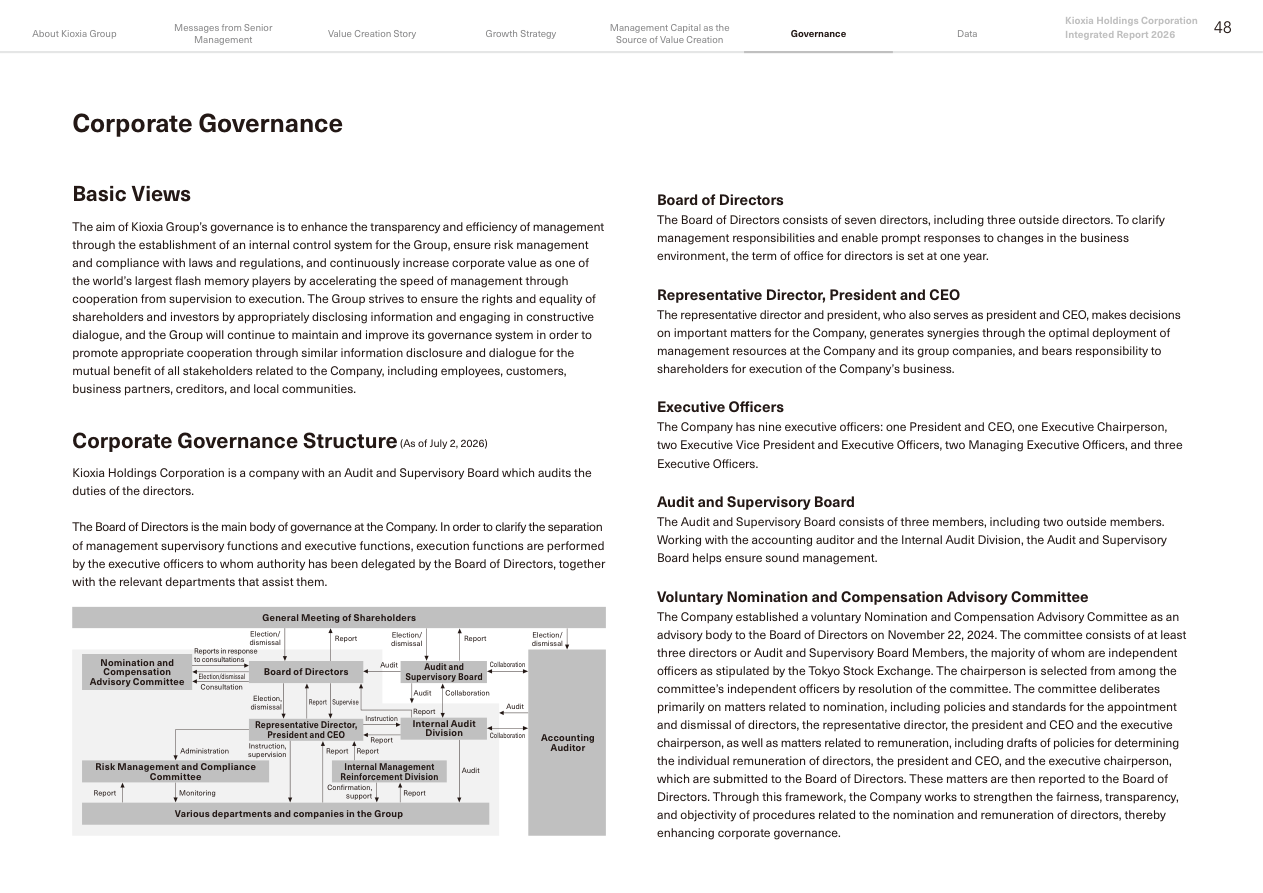 About Kioxia Group
Messages from Senior
Management
Value Creation Story
Growth Strategy
Management Capital as the
Source of Value Creation
Governance
Data
Kioxia Holdings Corporation
Integrated Report 2026
48
Corporate Governance
Basic Views
The aim of Kioxia Group's governance is to enhance the transparency and efficiency of management
through the establishment of an internal control system for the Group, ensure risk management
and compliance with laws and regulations, and continuously increase corporate value as one of
the world's largest flash memory players by accelerating the speed of management through
cooperation from supervision to execution. The Group strives to ensure the rights and equality of
shareholders and investors by appropriately disclosing information and engaging in constructive
dialogue, and the Group will continue to maintain and improve its governance system in order to
promote appropriate cooperation through similar information disclosure and dialogue for the
mutual benefit of all stakeholders related to the Company, including employees, customers,
business partners, creditors, and local communities.
Corporate Governance Structure (As of July 2, 2026)
Kioxia Holdings Corporation is a company with an Audit and Supervisory Board which audits the
duties of the directors.
The Board of Directors is the main body of governance at the Company. In order to clarify the separation
of management supervisory functions and executive functions, execution functions are performed
by the executive officers to whom authority has been delegated by the Board of Directors, together
with the relevant departments that assist them.
General Meeting of Shareholders
Election/
dismissal
Report
Election/
dismissal
Report
Election/
dismissal
Nomination and
Compensation
Advisory Committee
Reports in response
to consultations
Election/dismissal
Consultation
Board of Directors
Audit
Audit and
Supervisory Board
Collaboration
Election,
dismissal
Report
Supervise
Audit
Collaboration
Report
Audit
Representative Director,
President and CEO
Instruction
Report
Internal Audit
Division
Collaboration
Accounting
Auditor
Administration
Instruction,
supervision
Report
Report
Risk Management and Compliance
Committee
Internal Management
Reinforcement Division
Audit
Report
Monitoring
Confirmation,
support
Report
Various departments and companies in the Group
Board of Directors
The Board of Directors consists of seven directors, including three outside directors. To clarify
management responsibilities and enable prompt responses to changes in the business
environment, the term of office for directors is set at one year.
Representative Director, President and CEO
The representative director and president, who also serves as president and CEO, makes decisions
on important matters for the Company, generates synergies through the optimal deployment of
management resources at the Company and its group companies, and bears responsibility to
shareholders for execution of the Company's business.
Executive Officers
The Company has nine executive officers: one President and CEO, one Executive Chairperson,
two Executive Vice President and Executive Officers, two Managing Executive Officers, and three
Executive Officers.
Audit and Supervisory Board
The Audit and Supervisory Board consists of three members, including two outside members.
Working with the accounting auditor and the Internal Audit Division, the Audit and Supervisory
Board helps ensure sound management.
Voluntary Nomination and Compensation Advisory Committee
The Company established a voluntary Nomination and Compensation Advisory Committee as an
advisory body to the Board of Directors on November 22, 2024. The committee consists of at least
three directors or Audit and Supervisory Board Members, the majority of whom are independent
officers as stipulated by the Tokyo Stock Exchange. The chairperson is selected from among the
committee's independent officers by resolution of the committee. The committee deliberates
primarily on matters related to nomination, including policies and standards for the appointment
and dismissal of directors, the representative director, the president and CEO and the executive
chairperson, as well as matters related to remuneration, including drafts of policies for determining
the individual remuneration of directors, the president and CEO, and the executive chairperson,
which are submitted to the Board of Directors. These matters are then reported to the Board of
Directors. Through this framework, the Company works to strengthen the fairness, transparency,
and objectivity of procedures related to the nomination and remuneration of directors, thereby
enhancing corporate governance.